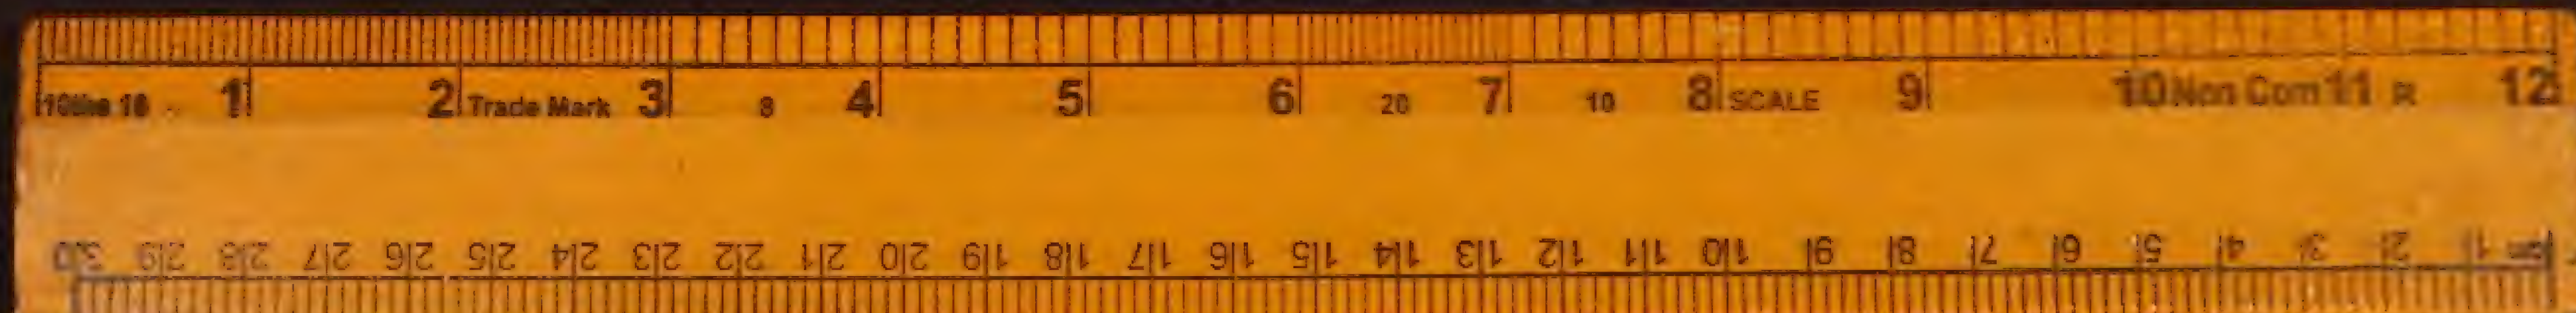 10ths 16 1 2 Trade Mark 3 8 4 5 6 20 7 10 8 SCALE 9 10 Non Com 11 R 12
cm 1 2 3 4 5 6 7 8 9 10 11 12 13 14 15 16 17 18 19 20 21 22 23 24 25 26 27 28 29 30